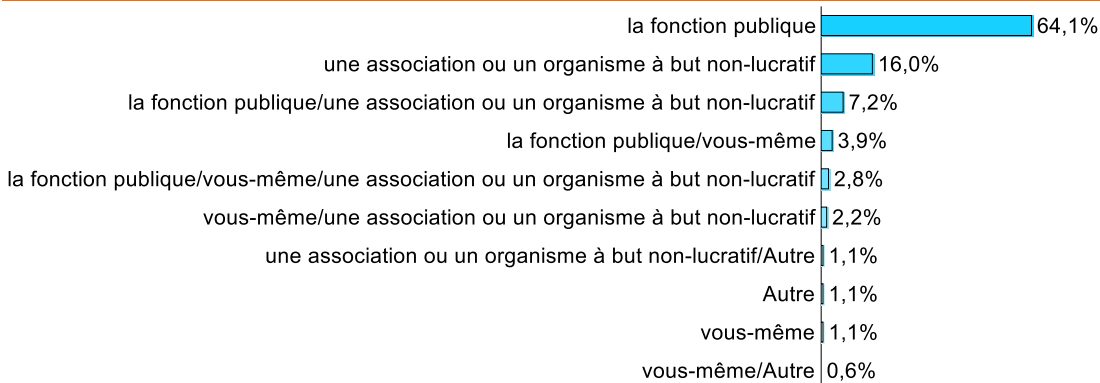 la fonction publique 64,1%
une association ou un organisme à but non-lucratif 16,0%
la fonction publique/une association ou un organisme à but non-lucratif 7,2%
la fonction publique/vous-même 3,9%
la fonction publique/vous-même/une association ou un organisme à but non-lucratif 2,8%
vous-même/une association ou un organisme à but non-lucratif 2,2%
une association ou un organisme à but non-lucratif/Autre 1,1%
Autre 1,1%
vous-même 1,1%
vous-même/Autre 0,6%